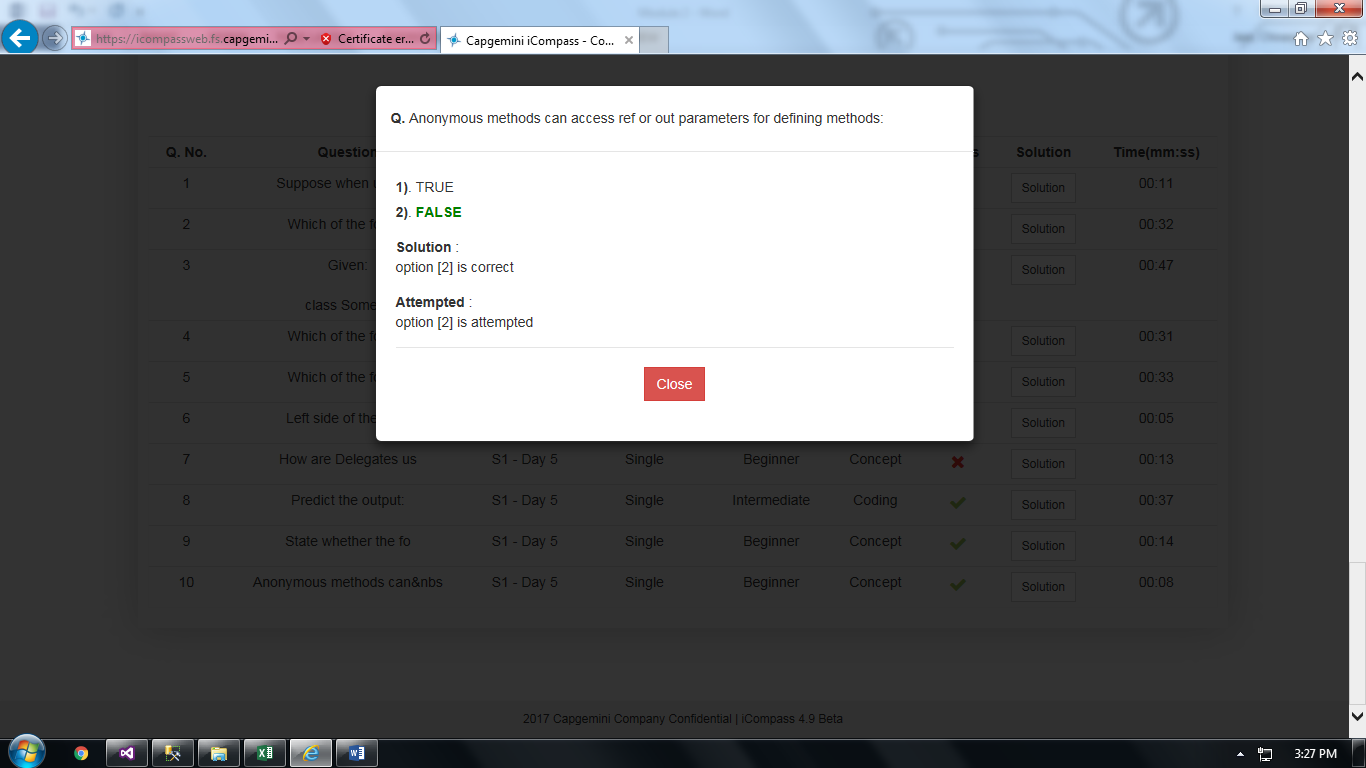 https://icompassweb.fs.capgemi... Certificate er... Capgemini iCompass - Co...
Q. Anonymous methods can access ref or out parameters for defining methods:
1). TRUE
2). FALSE
Solution :
option [2] is correct
Attempted :
option [2] is attempted
Close
Q. No. Question s Solution Time(mm:ss)
1 Suppose when Solution 00:11
2 Which of the f Solution 00:32
3 Given: Solution 00:47
class Some
4 Which of the f Solution 00:31
5 Which of the f Solution 00:33
6 Left side of the Solution 00:05
7 How are Delegates us S1 - Day 5 Single Beginner Concept Solution 00:13
8 Predict the output: S1 - Day 5 Single Intermediate Coding Solution 00:37
9 State whether the fo S1 - Day 5 Single Beginner Concept Solution 00:14
10 Anonymous methods can&nbs S1 - Day 5 Single Beginner Concept Solution 00:08
2017 Capgemini Company Confidential | iCompass 4.9 Beta
3:27 PM